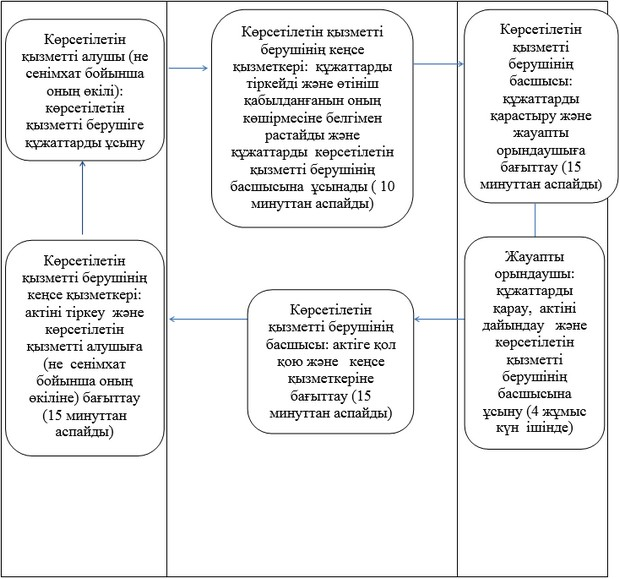 Көрсетілетін
қызметті алушы (не
сенімхат бойынша
оның өкілі):
көрсетілетін
қызметті берушіге
құжаттарды ұсыну
Көрсетілетін қызметті
берушінің кеңсе
қызметкері: құжаттарды
тіркейді және өтініш
қабылданғанын оның
көшірмесіне белгімен
растайды және
құжаттарды көрсетілетін
қызметті берушінің
басшысына ұсынады ( 10
минуттан аспайды)
Көрсетілетін
қызметті
берушінің
басшысы:
құжаттарды
қарастыру және
жауапты
орындаушыға
бағыттау (15
минуттан аспайды)
Жауапты
орындаушы:
құжаттарды
қарау, актіні
дайындау және
көрсетілетін
қызметті
берушінің
басшысына
ұсыну (4 жұмыс
күн ішінде)
Көрсетілетін
қызметті берушінің
басшысы: актіге қол
қою және кеңсе
қызметкеріне
бағыттау (15
минуттан аспайды)
Көрсетілетін
қызметті берушінің
кеңсе қызметкері:
актіні тіркеу және
көрсетілетін
қызметті алушыға
(не сенімхат
бойынша оның
өкіліне) бағыттау
(15 минуттан
аспайды)